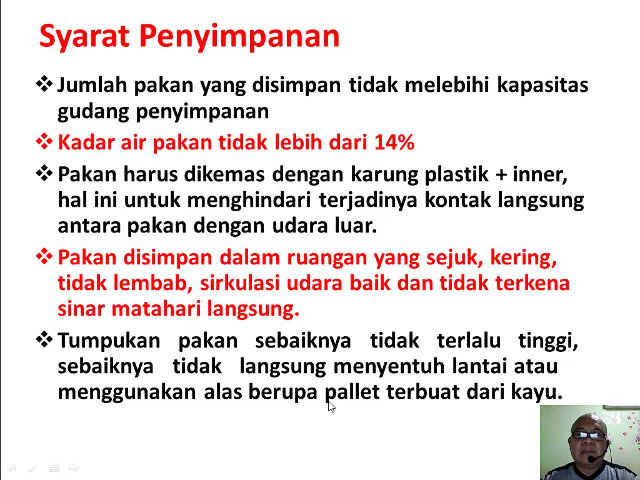 Syarat Penyimpanan
❖ Jumlah pakan yang disimpan tidak melebihi kapasitas
gudang penyimpanan
❖ Kadar air pakan tidak lebih dari 14%
❖ Pakan harus dikemas dengan karung plastik + inner,
hal ini untuk menghindari terjadinya kontak langsung
antara pakan dengan udara luar.
❖ Pakan disimpan dalam ruangan yang sejuk, kering,
tidak lembab, sirkulasi udara baik dan tidak terkena
sinar matahari langsung.
❖ Tumpukan pakan sebaiknya tidak terlalu tinggi,
sebaiknya tidak langsung menyentuh lantai atau
menggunakan alas berupa pallet terbuat dari kayu.